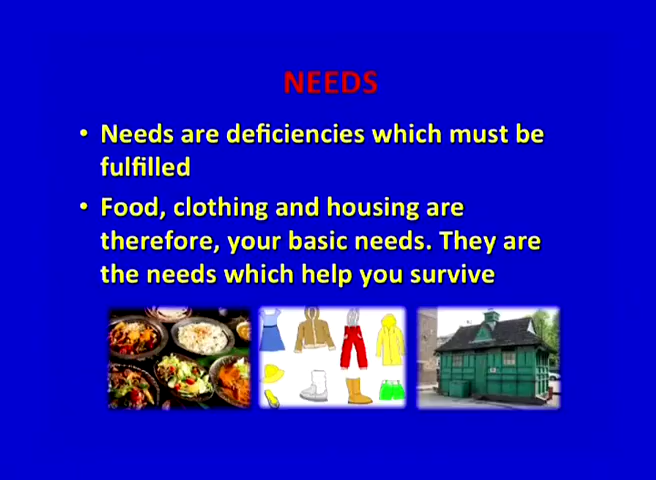 NEEDS
• Needs are deficiencies which must be
fulfilled
• Food, clothing and housing are
therefore, your basic needs. They are
the needs which help you survive